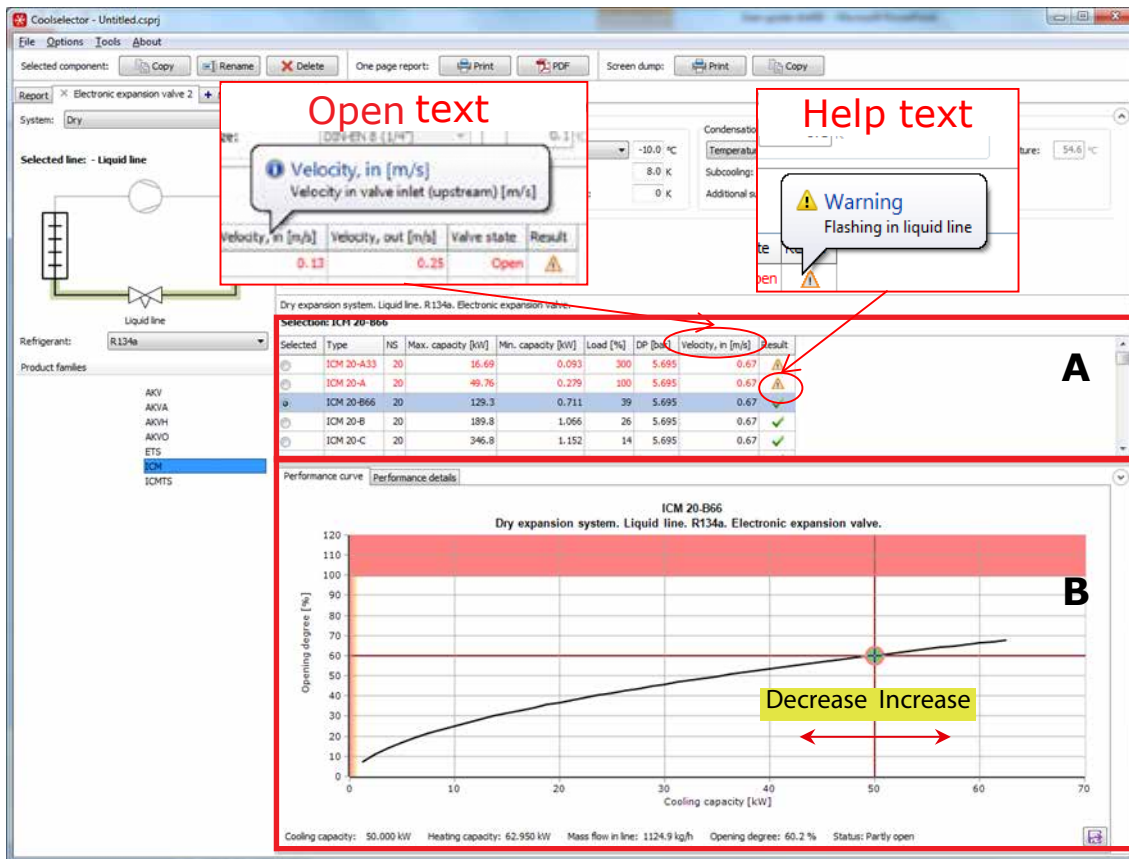 Coolselector - Untitled.csprj
File Options Tools About
Selected component: Copy Rename Delete One page report: Print PDF Screen dump: Print Copy
Report Electronic expansion valve 2
System: Dry
Selected line: - Liquid line
Liquid line
Refrigerant: R134a
Product families
AKV
AKVA
AKVH
AKVO
ETS
ICM
ICMTS
Open text
DIN-EN 8 (1/4")
Velocity, in [m/s]
Velocity in valve inlet (upstream) [m/s]
Velocity, in [m/s] Velocity, out [m/s] Valve state Result
0.13 0.25 Open
-10.0 °C
8.0 K
0 K
Subcooling:
54.6 °C
Help text
Warning
Flashing in liquid line
Dry expansion system. Liquid line. R134a. Electronic expansion valve.
Selection: ICM 20-B66
Selected Type NS Max. capacity [kW] Min. capacity [kW] Load [%] DP [bar] Velocity, in [m/s] Result
ICM 20-A33 20 16.69 0.093 300 5.695 0.67
ICM 20-A 20 49.76 0.279 100 5.695 0.67
ICM 20-B66 20 129.3 0.711 39 5.695 0.67
ICM 20-B 20 189.8 1.066 26 5.695 0.67
ICM 20-C 20 346.8 1.152 14 5.695 0.67
A
Performance curve Performance details
ICM 20-B66
Dry expansion system. Liquid line. R134a. Electronic expansion valve.
120
110
100
90
80
70
60
50
40
30
20
10
0
Opening degree [%]
B
Decrease Increase
0 10 20 30 40 50 60 70
Cooling capacity [kW]
Cooling capacity: 50.000 kW Heating capacity: 62.950 kW Mass flow in line: 1124.9 kg/h Opening degree: 60.2 % Status: Partly open